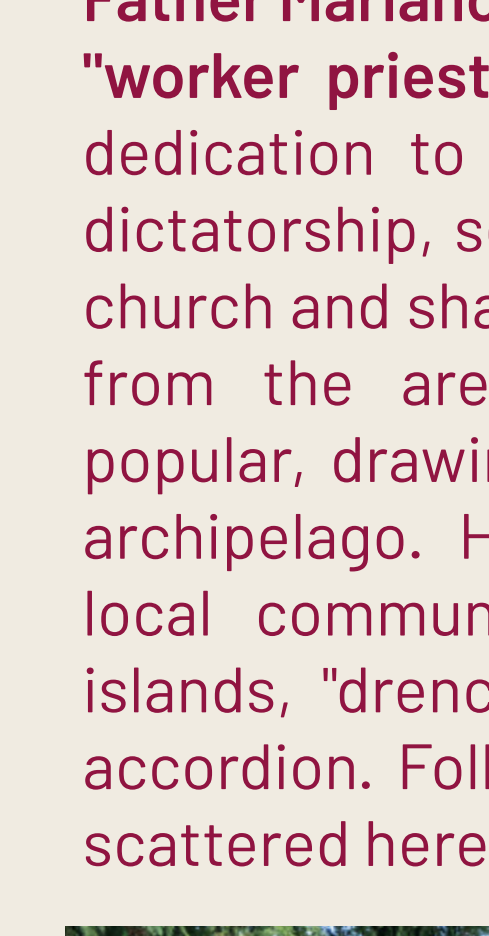 Father Mariano
"worker priest
dedication to
dictatorship, s
church and sha
from the are
popular, drawi
archipelago. H
local commun
islands, "drenc
accordion. Foll
scattered here